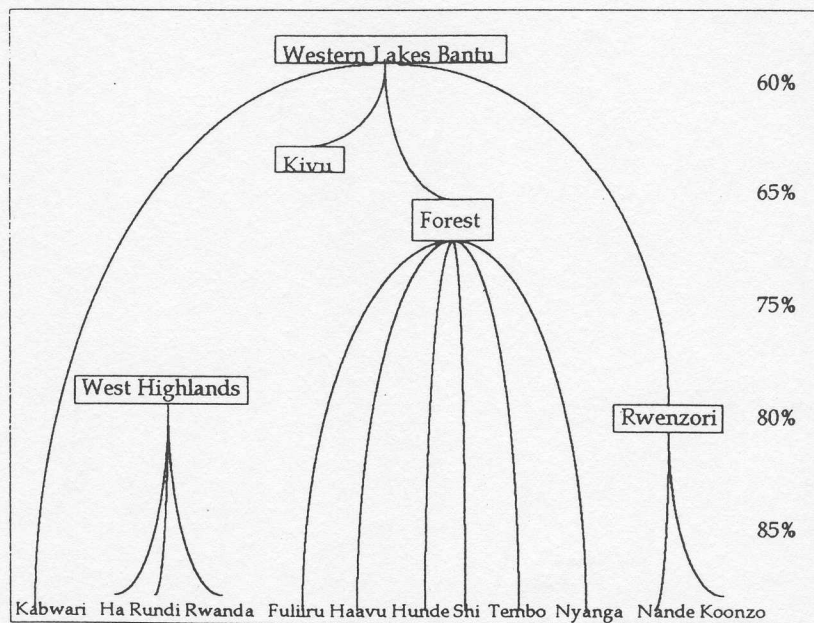 Western Lakes Bantu
60%
Kivu
65%
Forest
75%
West Highlands
Rwenzori
80%
85%
Kabwari Ha Rundi Rwanda Fuliiru Haavu Hunde Shi Tembo Nyanga Nande Koonzo